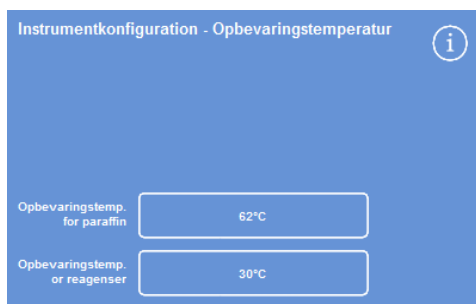 Instrumentkonfiguration - Opbevaringstemperatur
i
Opbevaringstemp.
for paraffin
62°C
Opbevaringstemp.
or reagenser
30°C